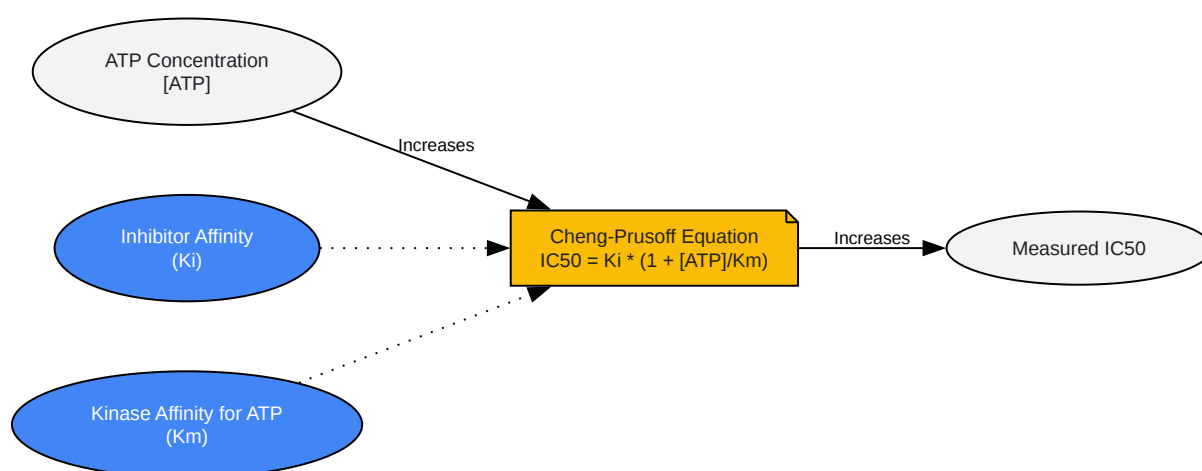 ATP Concentration
[ATP]
Increases
Inhibitor Affinity
(Ki)
Cheng-Prusoff Equation
IC50 = Ki * (1 + [ATP]/Km)
Increases
Measured IC50
Kinase Affinity for ATP
(Km)